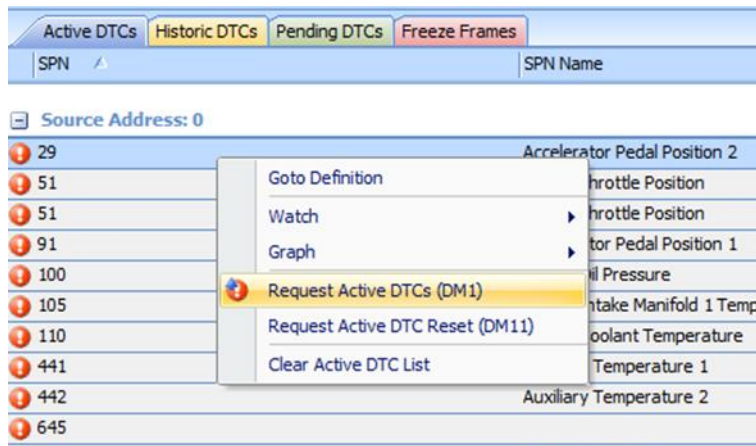 Active DTCs Historic DTCs Pending DTCs Freeze Frames
SPN SPN Name
Source Address: 0
29 Accelerator Pedal Position 2
51 hrottle Position
51 hrottle Position
91 tor Pedal Position 1
100 il Pressure
105 ntake Manifold 1 Temp
110 oolant Temperature
441 Temperature 1
442 Auxiliary Temperature 2
645
Goto Definition
Watch
Graph
Request Active DTCs (DM1)
Request Active DTC Reset (DM11)
Clear Active DTC List